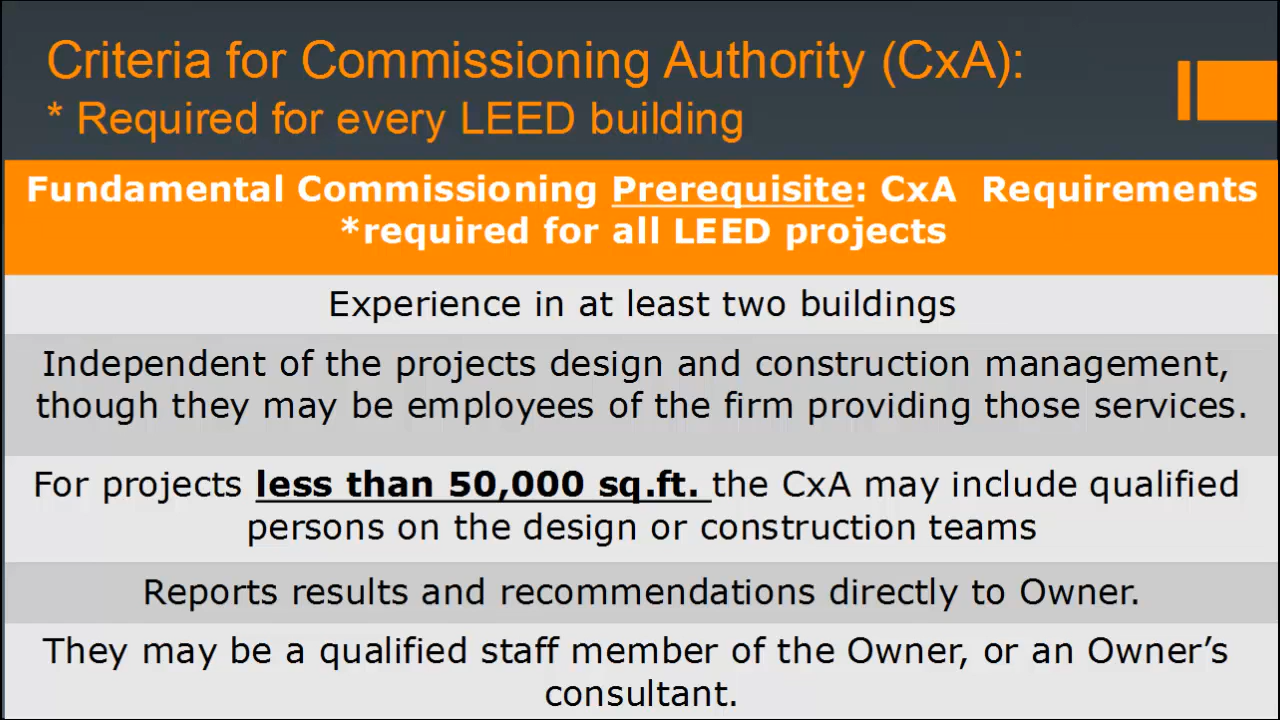 Criteria for Commissioning Authority (CxA):
* Required for every LEED building
Fundamental Commissioning Prerequisite: CxA Requirements
*required for all LEED projects
Experience in at least two buildings
Independent of the projects design and construction management,
though they may be employees of the firm providing those services.
For projects less than 50,000 sq.ft. the CxA may include qualified
persons on the design or construction teams
Reports results and recommendations directly to Owner.
They may be a qualified staff member of the Owner, or an Owner’s
consultant.